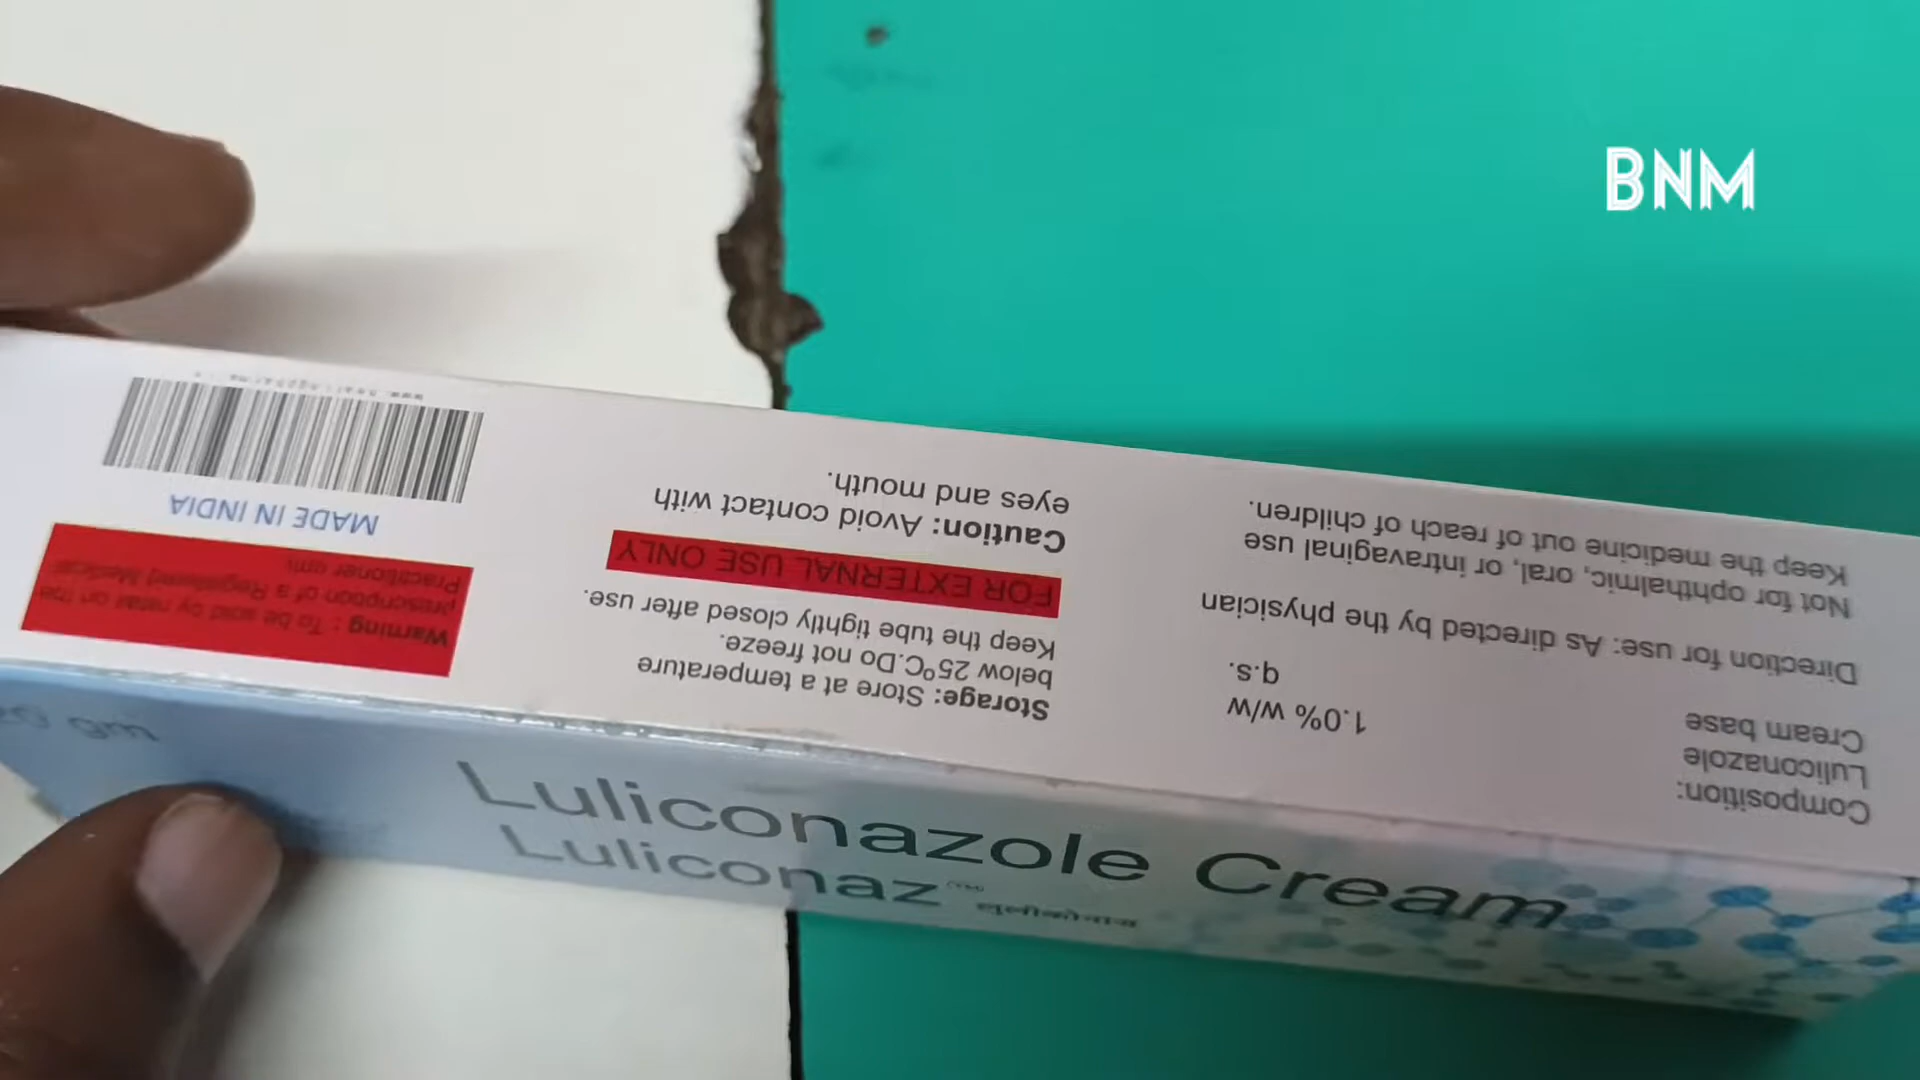 BNM
Composition:
Luliconazole 1.0% w/w
Cream base q.s.
Direction for use: As directed by the physician
Not for ophthalmic, oral, or intravaginal use
Keep the medicine out of reach of children.
Storage: Store at a temperature
below 25°C.Do not freeze.
Keep the tube tightly closed after use.
FOR EXTERNAL USE ONLY
Caution: Avoid contact with
eyes and mouth.
Warning : To be sold by retail on the
prescription of a Registered Medical
Practitioner only.
MADE IN INDIA
Luliconazole Cream
Luliconaz™ लुलीकोनाज
gm